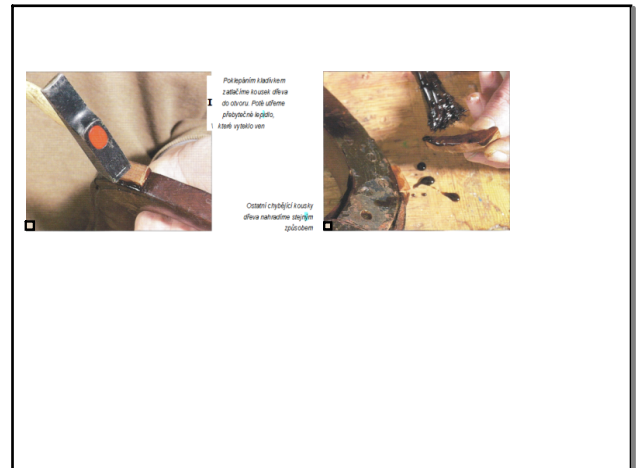 Poklepáním kladívkem
zatlačíme kousek dřeva
do otvoru. Poté utřeme
přebytečné lepidlo,
které vyteklo ven
Ostatní chybějící kousky
dřeva nahradíme stejným
způsobem